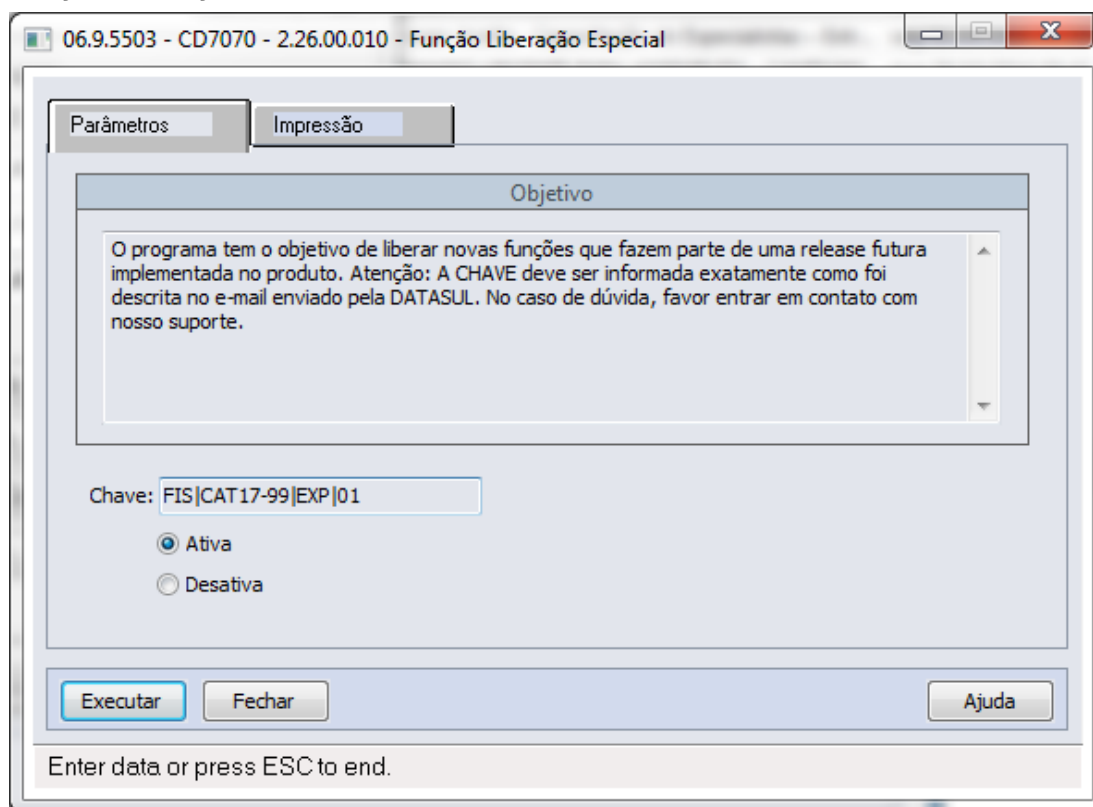 06.9.5503 - CD7070 - 2.26.00.010 - Função Liberação Especial
Parâmetros
Impressão
Objetivo
O programa tem o objetivo de liberar novas funções que fazem parte de uma release futura
implementada no produto. Atenção: A CHAVE deve ser informada exatamente como foi
descrita no e-mail enviado pela DATASUL. No caso de dúvida, favor entrar em contato com
nosso suporte.
Chave: FIS|CAT17-99|EXP|01
Ativa
Desativa
Executar
Fechar
Ajuda
Enter data or press ESC to end.